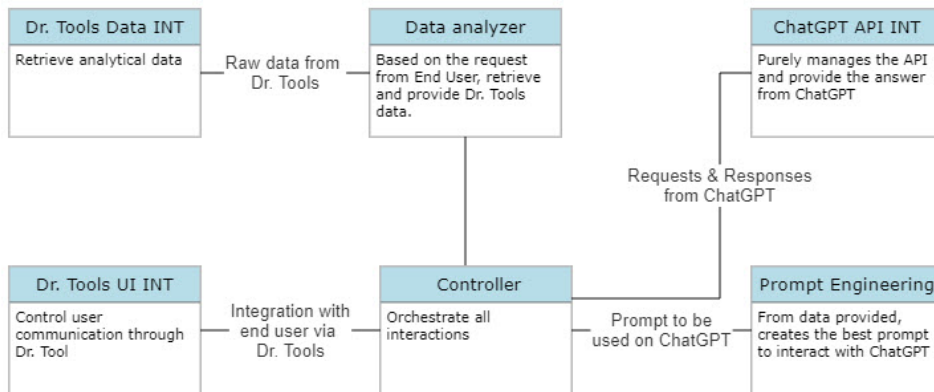 Dr. Tools Data INT
Retrieve analytical data
Raw data from
Dr. Tools
Data analyzer
Based on the request
from End User, retrieve
and provide Dr. Tools
data.
ChatGPT API INT
Purely manages the API
and provide the answer
from ChatGPT
Requests & Responses
from ChatGPT
Dr. Tools UI INT
Control user
communication through
Dr. Tool
Integration with
end user via
Dr. Tools
Controller
Orchestrate all
interactions
Prompt to be
used on ChatGPT
Prompt Engineering
From data provided,
creates the best prompt
to interact with ChatGPT